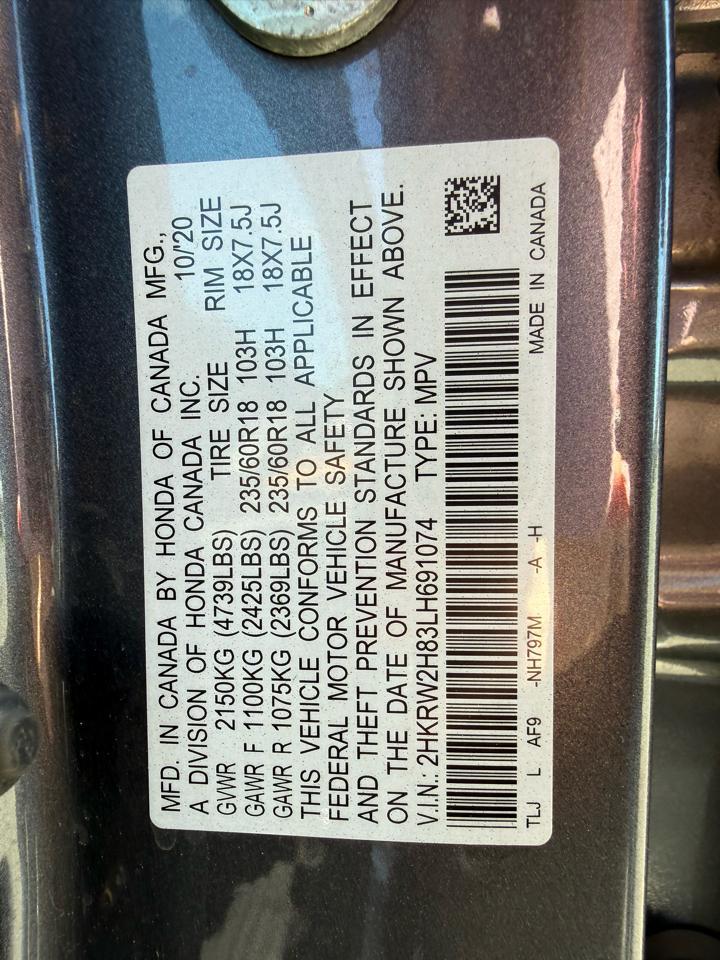 MFD. IN CANADA BY HONDA OF CANADA MFG.,
A DIVISION OF HONDA CANADA INC. 10/'20
GVWR 2150KG (4739LBS) TIRE SIZE RIM SIZE
GAWR F 1100KG (2425LBS) 235/60R18 103H 18X7.5J
GAWR R 1075KG (2369LBS) 235/60R18 103H 18X7.5J
THIS VEHICLE CONFORMS TO ALL APPLICABLE
FEDERAL MOTOR VEHICLE SAFETY
AND THEFT PREVENTION STANDARDS IN EFFECT
ON THE DATE OF MANUFACTURE SHOWN ABOVE.
V.I.N.: 2HKRW2H83LH691074 TYPE: MPV
TLJ L AF9 -NH797M -A -H MADE IN CANADA